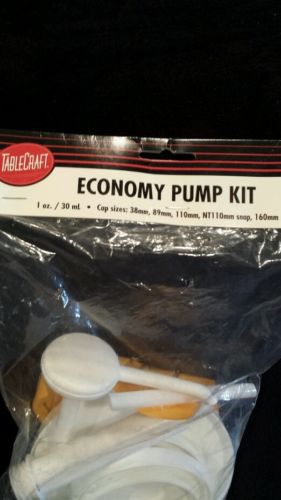 TABLECRAFT
ECONOMY PUMP KIT
1 oz. / 30 mL • Cap sizes: 38mm, 89mm, 110mm, NT110mm snap, 160mm